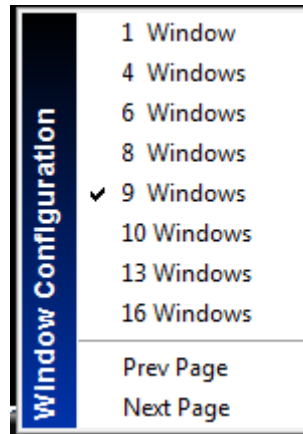 Window Configuration
1 Window
4 Windows
6 Windows
8 Windows
9 Windows
10 Windows
13 Windows
16 Windows
Prev Page
Next Page